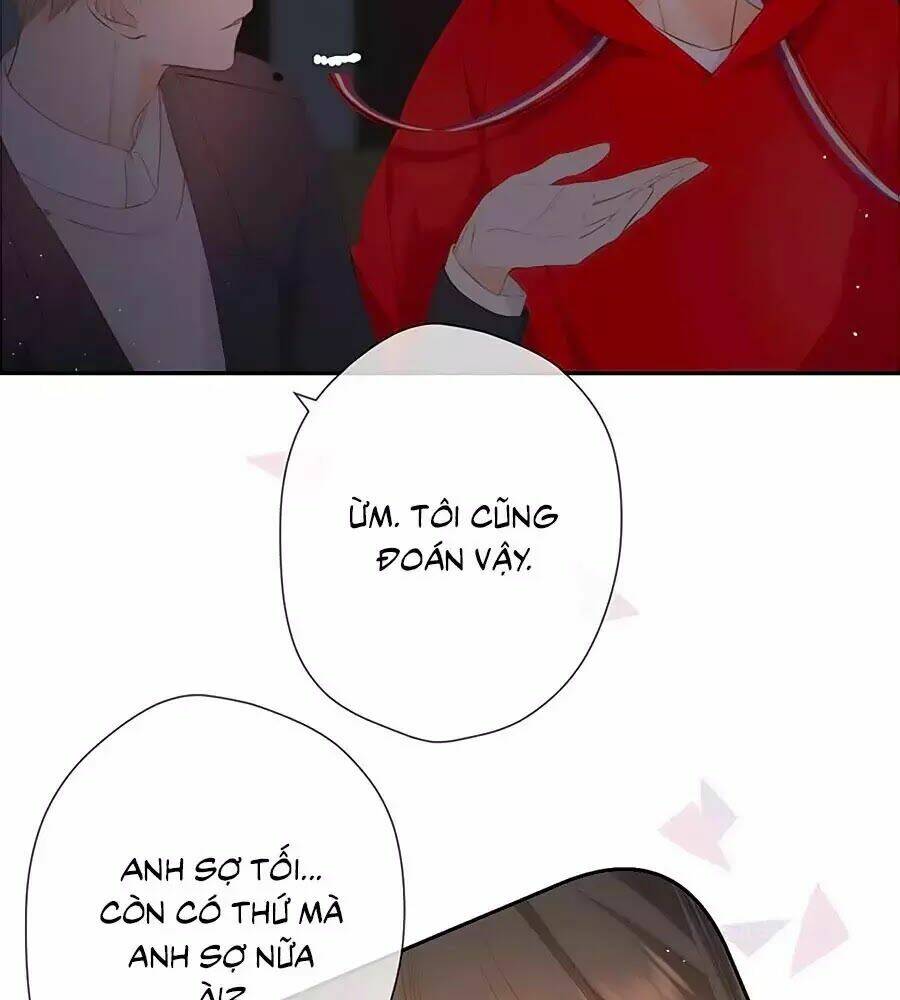 ỪM. TÔI CŨNG
ĐOÁN VẬY.
ANH SỢ TỐI...
CÒN CÓ THỨ MÀ
ANH SỢ NỮA